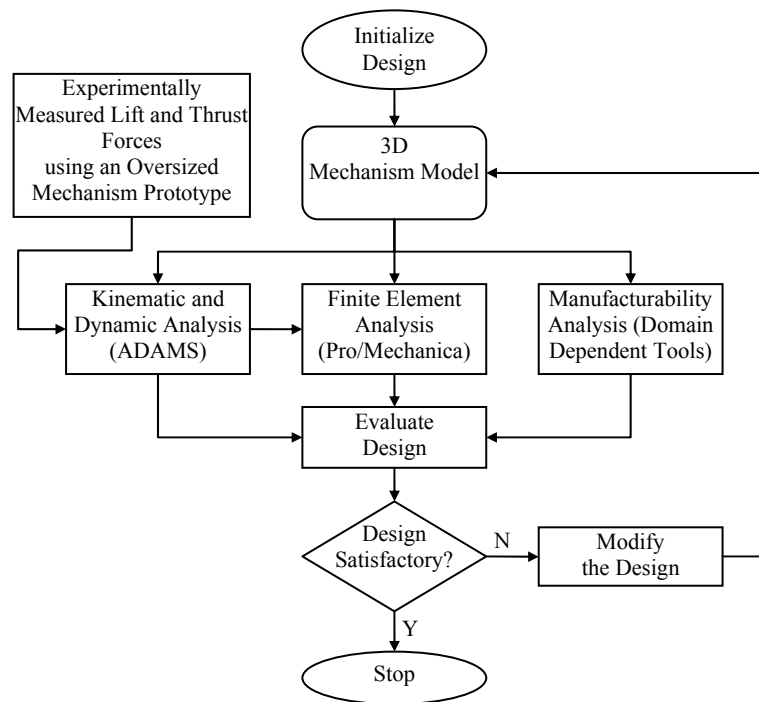 Initialize
Design
Experimentally
Measured Lift and Thrust
Forces
using an Oversized
Mechanism Prototype
3D
Mechanism Model
Kinematic and
Dynamic Analysis
(ADAMS)
Finite Element
Analysis
(Pro/Mechanica)
Manufacturability
Analysis (Domain
Dependent Tools)
Evaluate
Design
Design
Satisfactory?
N
Modify
the Design
Y
Stop